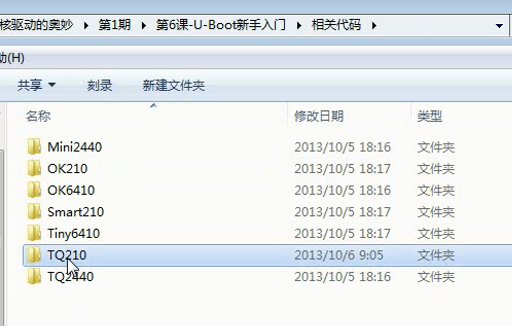 核驱动的奥妙 ▸ 第1期 ▸ 第6课-U-Boot新手入门 ▸ 相关代码 ▸
助(H)
共享 刻录 新建文件夹
名称 修改日期 类型
Mini2440 2013/10/5 18:16 文件夹
OK210 2013/10/5 18:17 文件夹
OK6410 2013/10/5 18:16 文件夹
Smart210 2013/10/5 18:17 文件夹
Tiny6410 2013/10/5 18:17 文件夹
TQ210 2013/10/6 9:05 文件夹
TQ2440 2013/10/5 18:16 文件夹